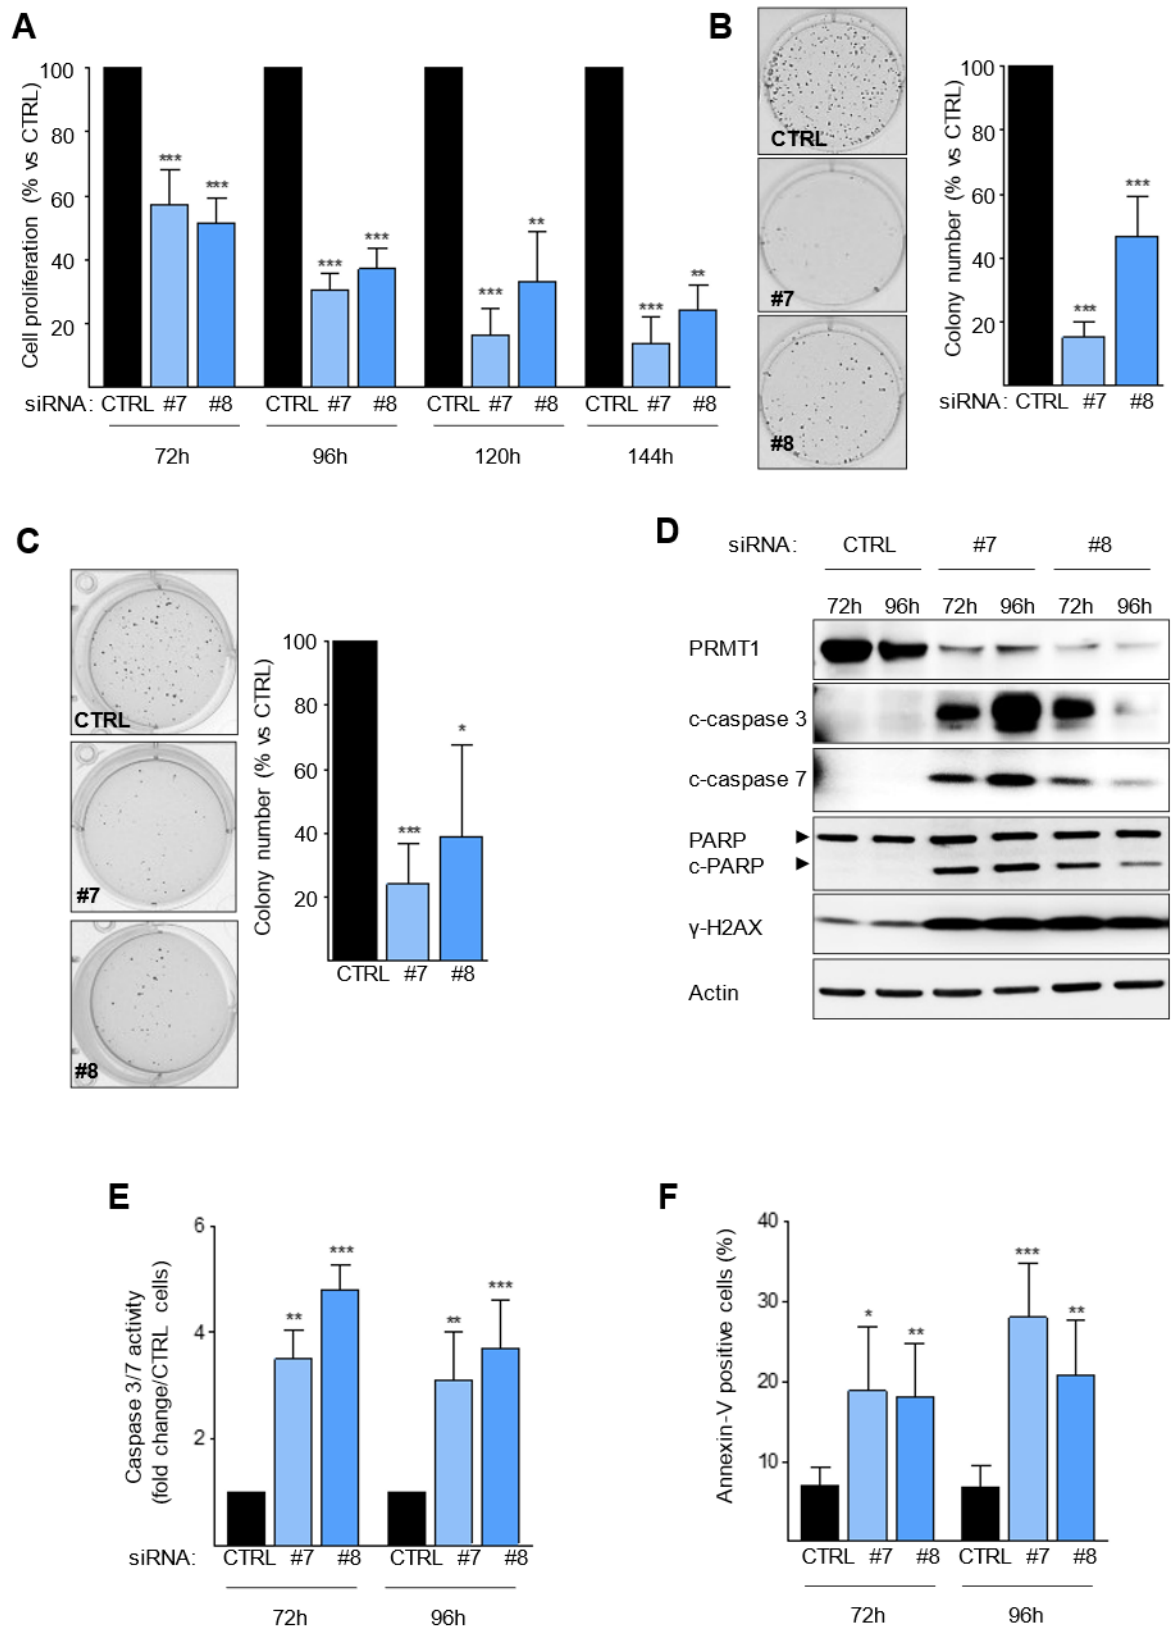 A
Cell proliferation (% vs CTRL)
100
80
60
40
20
*** *** *** *** *** ** *** **
siRNA: CTRL #7 #8 CTRL #7 #8 CTRL #7 #8 CTRL #7 #8
72h 96h 120h 144h
B
CTRL
#7
#8
Colony number (% vs CTRL)
100
80
60
40
20
*** ***
siRNA: CTRL #7 #8
C
CTRL
#7
#8
Colony number (% vs CTRL)
100
80
60
40
20
*** *
CTRL #7 #8
D
siRNA: CTRL #7 #8
72h 96h 72h 96h 72h 96h
PRMT1
c-caspase 3
c-caspase 7
PARP
c-PARP
γ-H2AX
Actin
E
Caspase 3/7 activity
(fold change/CTRL cells)
6
4
2
** *** ** ***
siRNA: CTRL #7 #8 CTRL #7 #8
72h 96h
F
Annexin-V positive cells (%)
40
30
20
10
* ** *** **
CTRL #7 #8 CTRL #7 #8
72h 96h